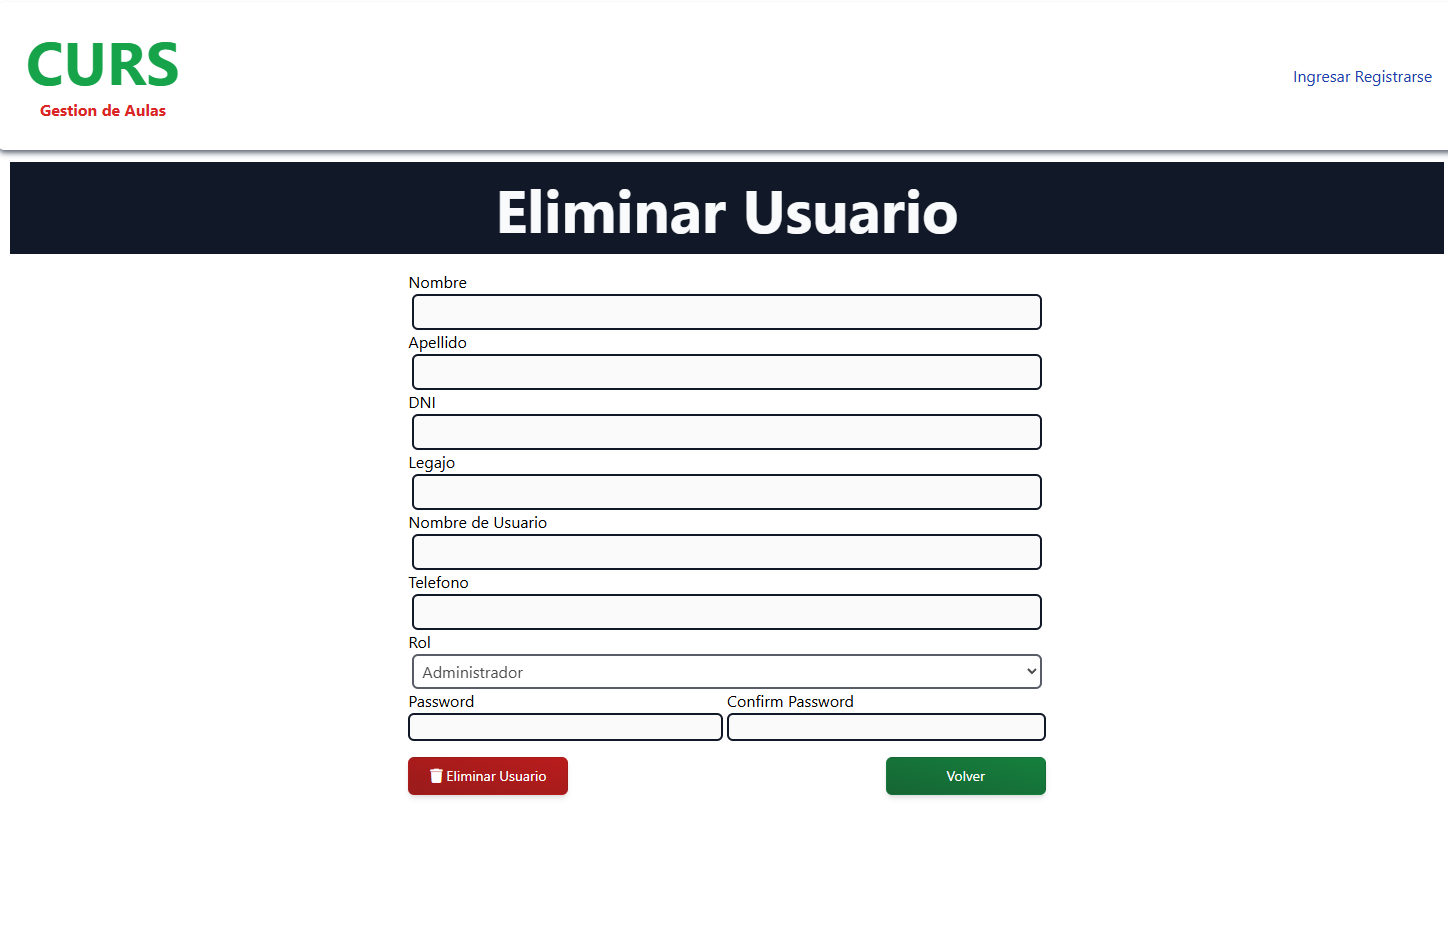 CURS
Gestion de Aulas
Ingresar Registrarse
Eliminar Usuario
Nombre
Apellido
DNI
Legajo
Nombre de Usuario
Telefono
Rol
Administrador
Password Confirm Password
Eliminar Usuario Volver